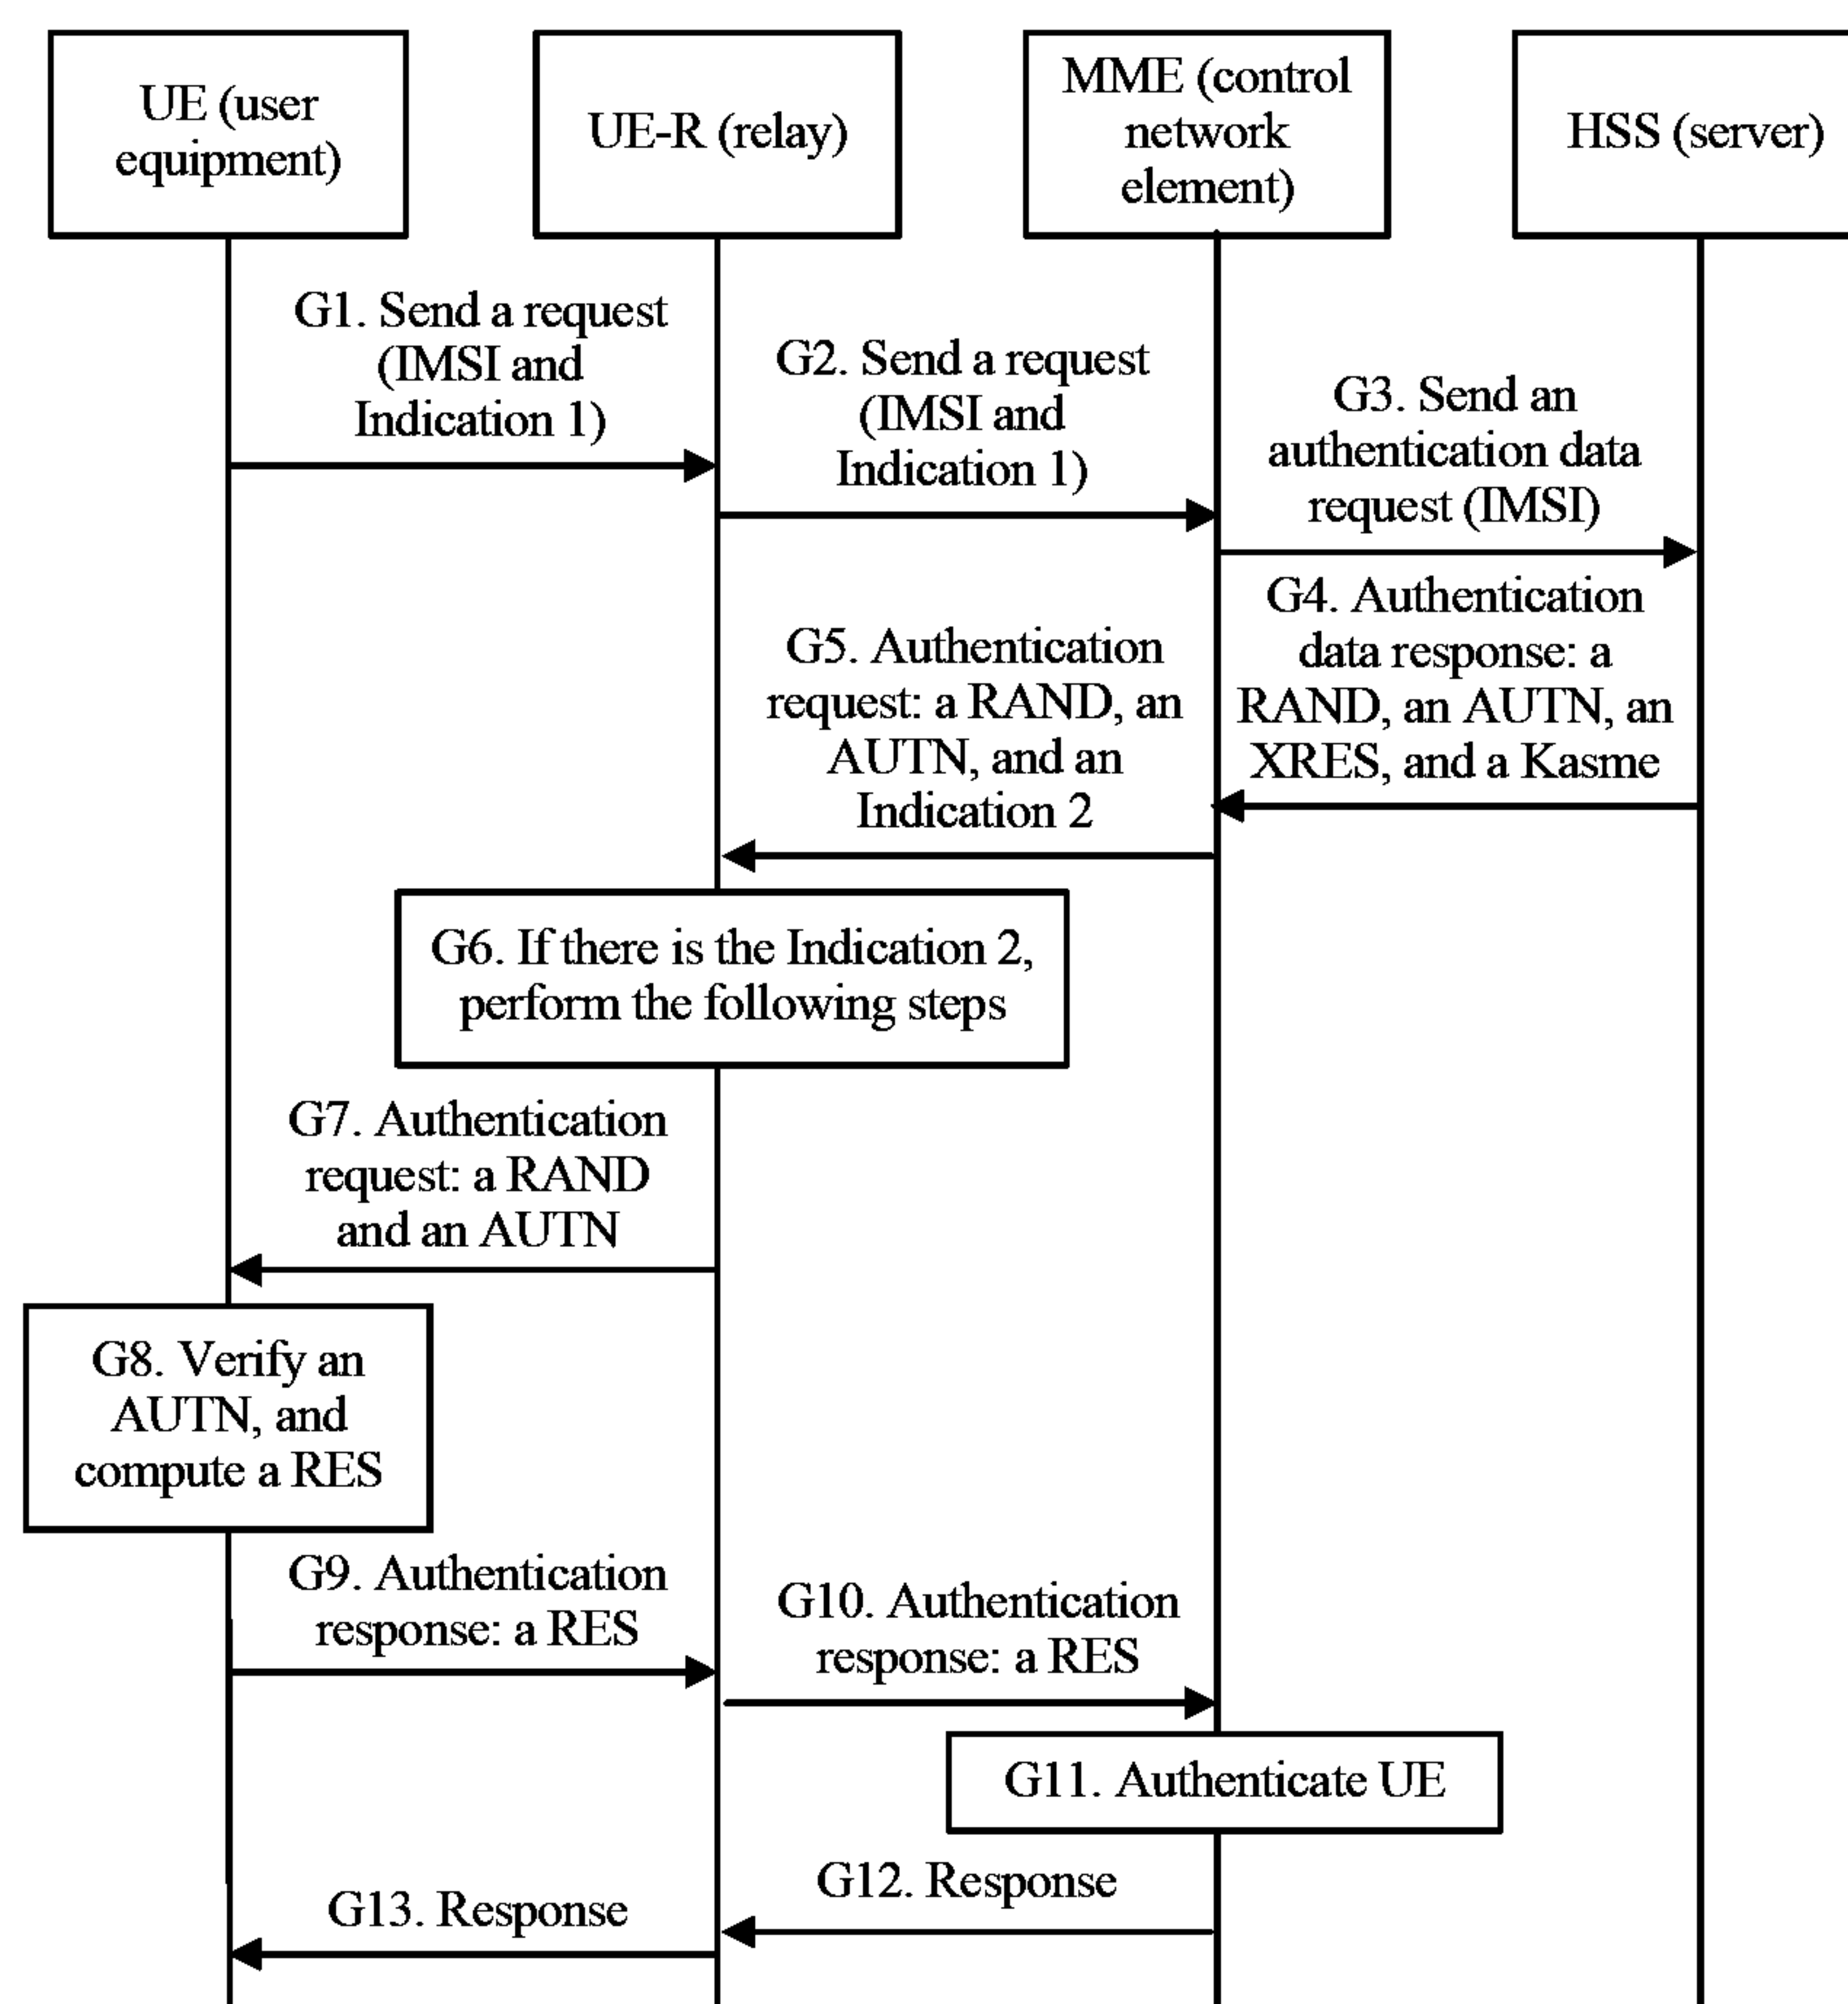 UE (user
equipment)
UE-R (relay)
MME (control
network
element)
HSS (server)
G1. Send a request
(IMSI and
Indication 1)
G2. Send a request
(IMSI and
Indication 1)
G3. Send an
authentication data
request (IMSI)
G4. Authentication
data response: a
RAND, an AUTN, an
XRES, and a Kasme
G5. Authentication
request: a RAND, an
AUTN, and an
Indication 2
G6. If there is the Indication 2,
perform the following steps
G7. Authentication
request: a RAND
and an AUTN
G8. Verify an
AUTN, and
compute a RES
G9. Authentication
response: a RES
G10. Authentication
response: a RES
G11. Authenticate UE
G12. Response
G13. Response